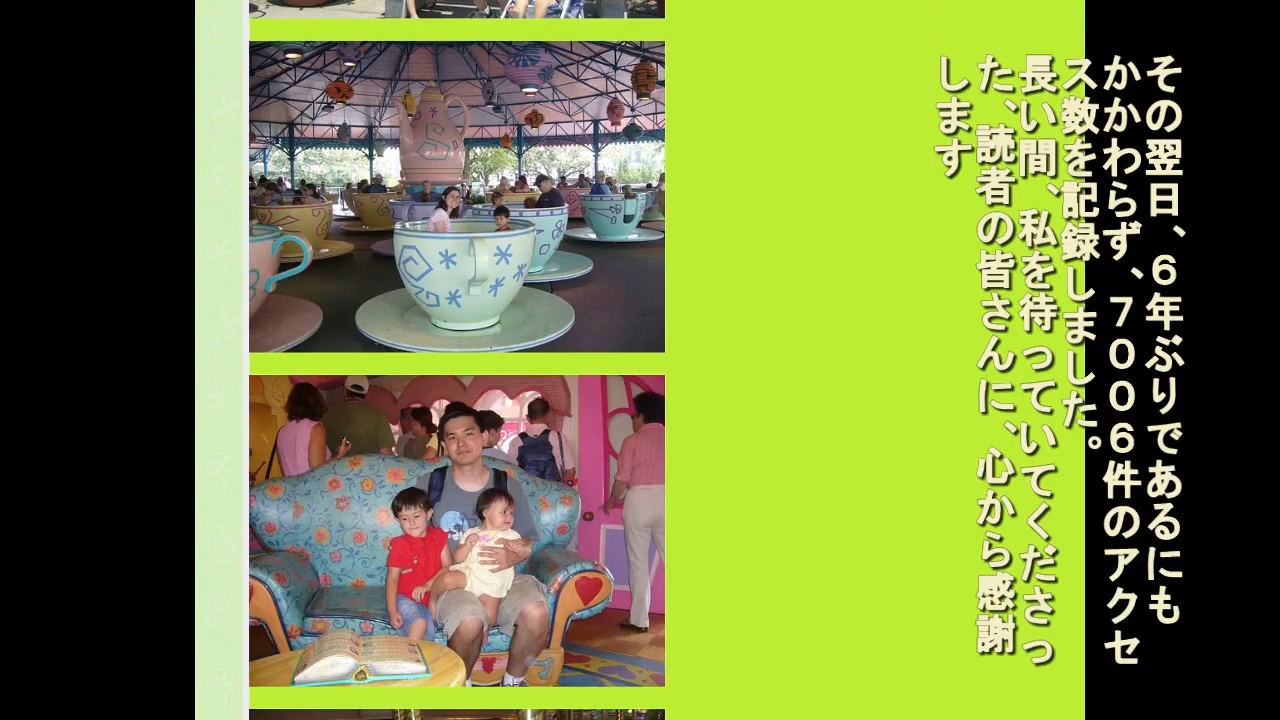 その翌日、６年ぶりであるにも
かかわらず、７００６件のアクセ
ス数を記録しました。
長い間、私を待っていてくださっ
た、読者の皆さんに、心から感謝
します